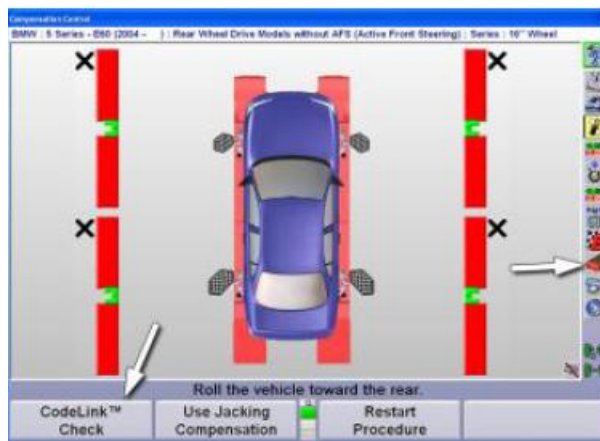 Compensation Control
BMW : 5 Series - E60 (2004 - ) : Rear Wheel Drive Models without AFS (Active Front Steering) : Series : 16" Wheel
Roll the vehicle toward the rear.
CodeLink™
Check
Use Jacking
Compensation
Restart
Procedure